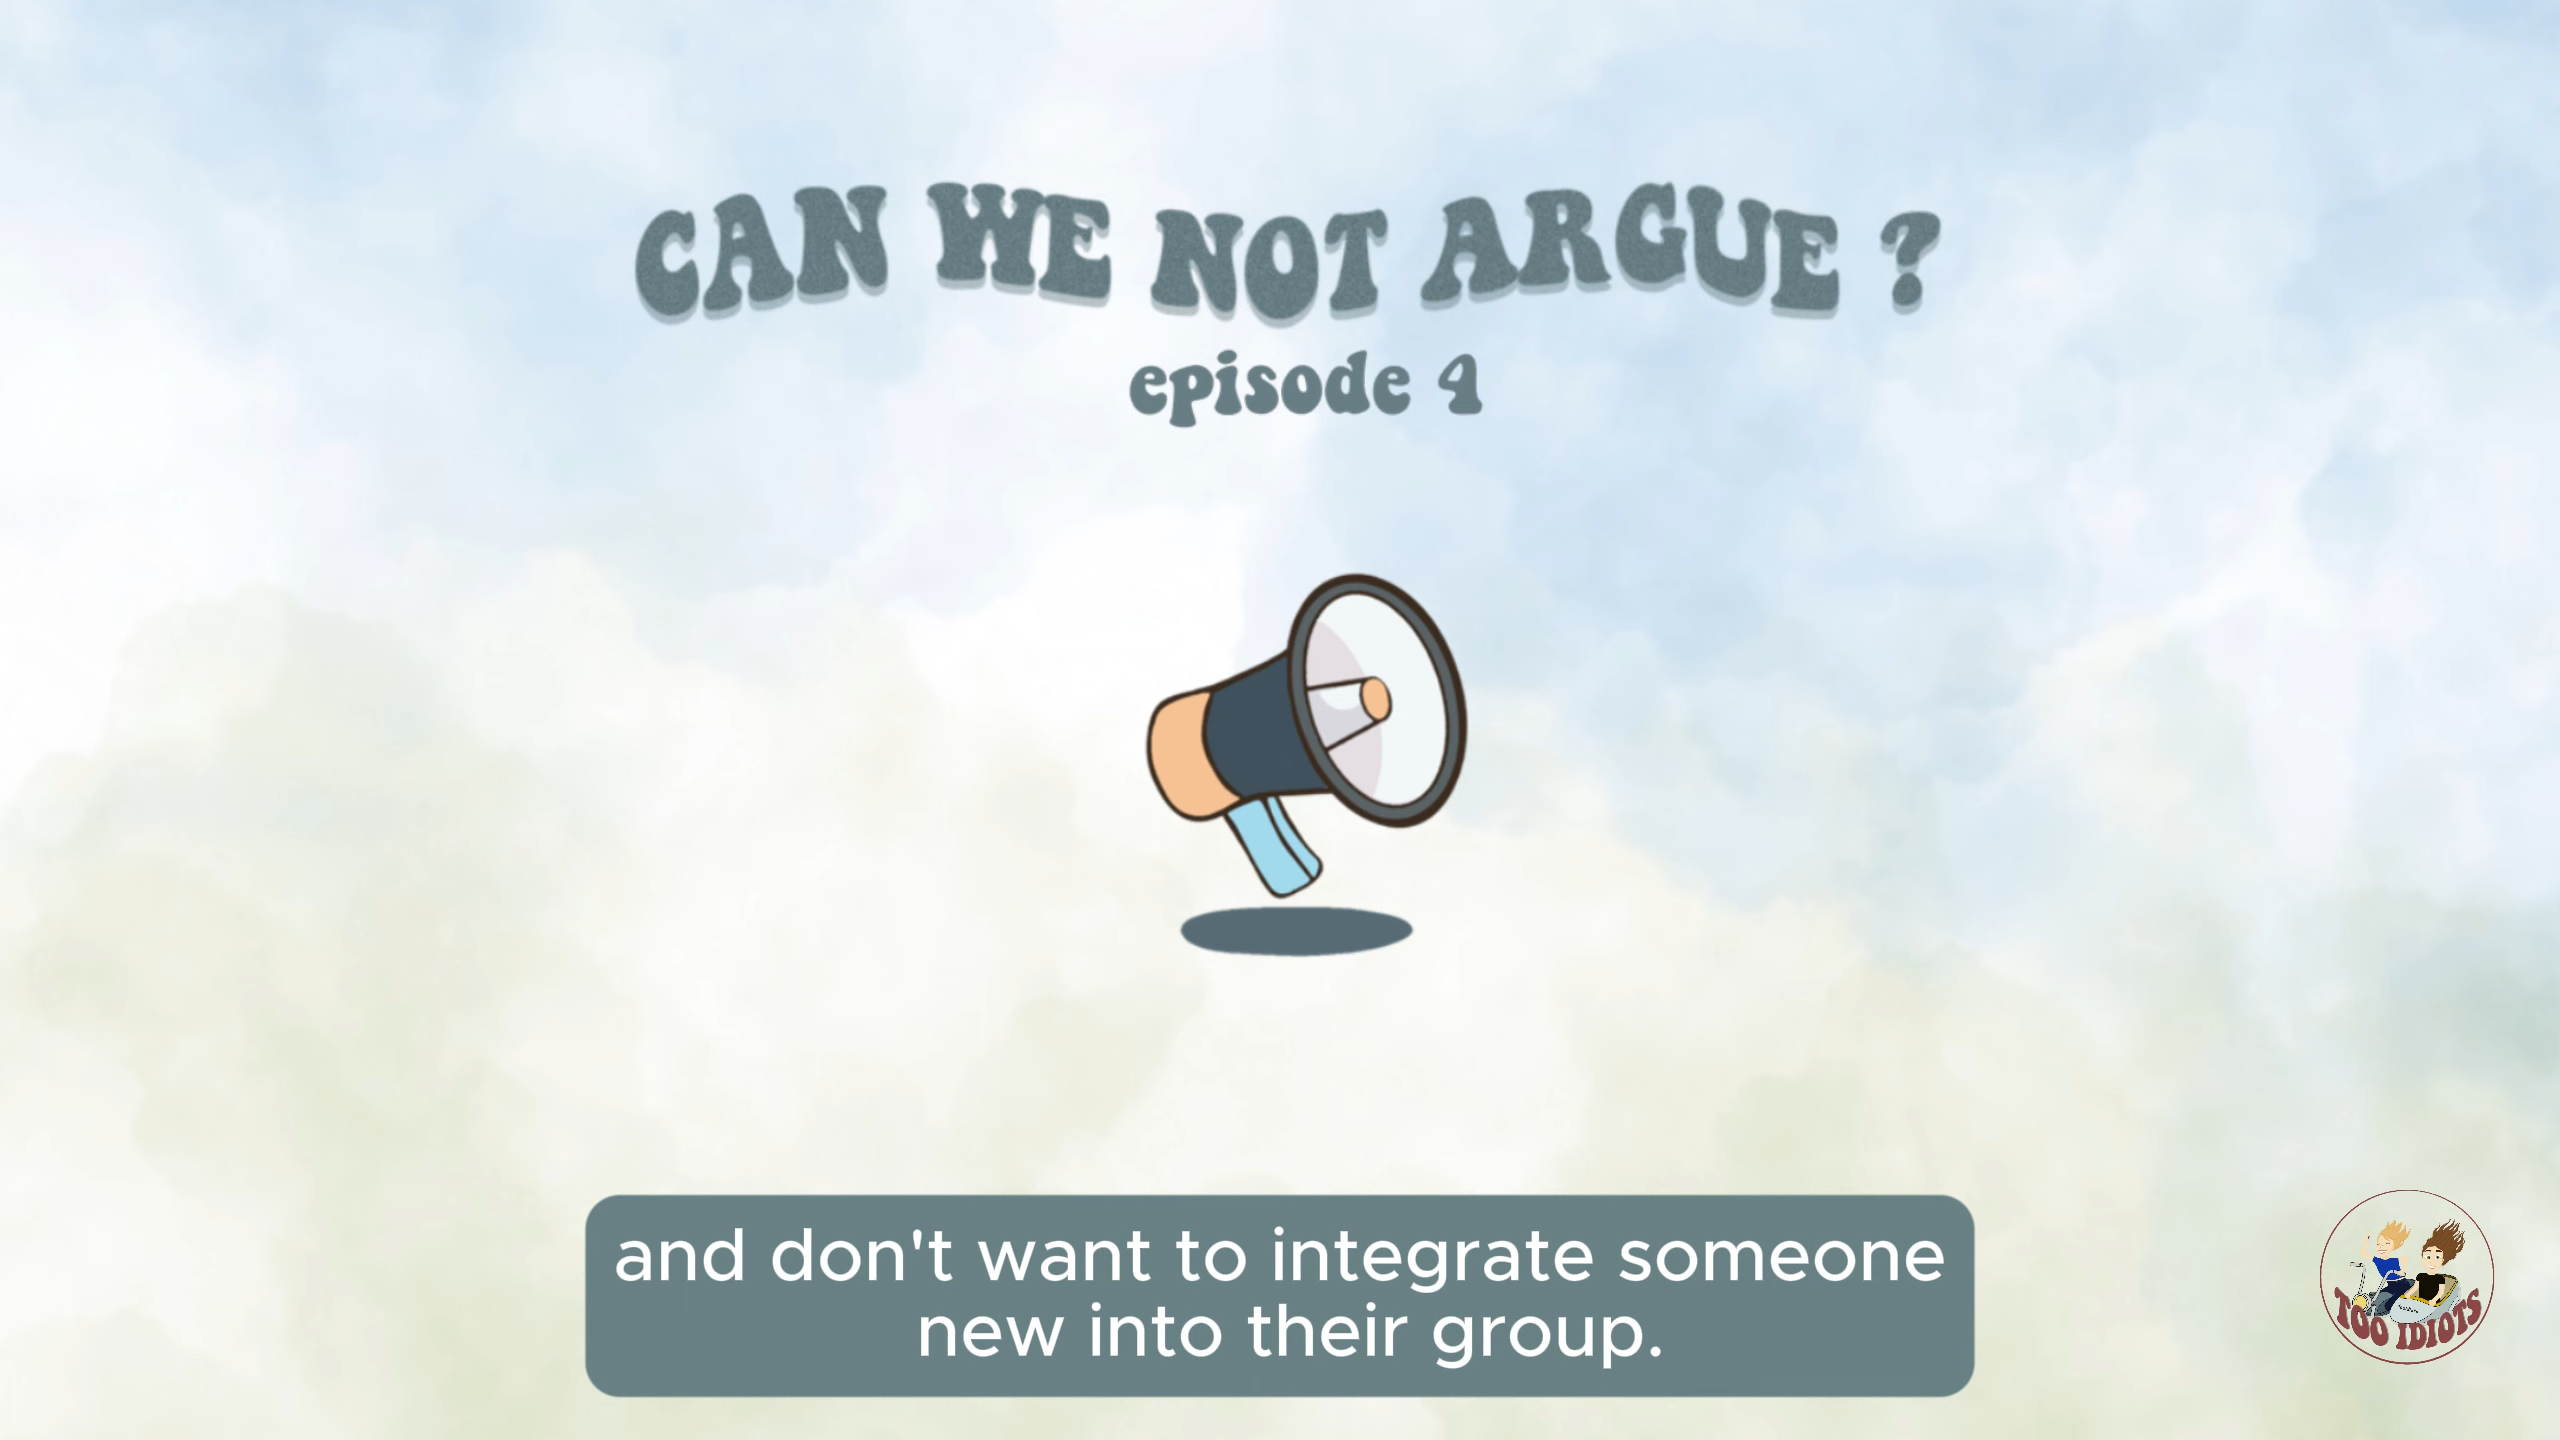 CAN WE NOT ARGUE ?
episode 4
and don't want to integrate someone
new into their group.
TOO IDIOTS